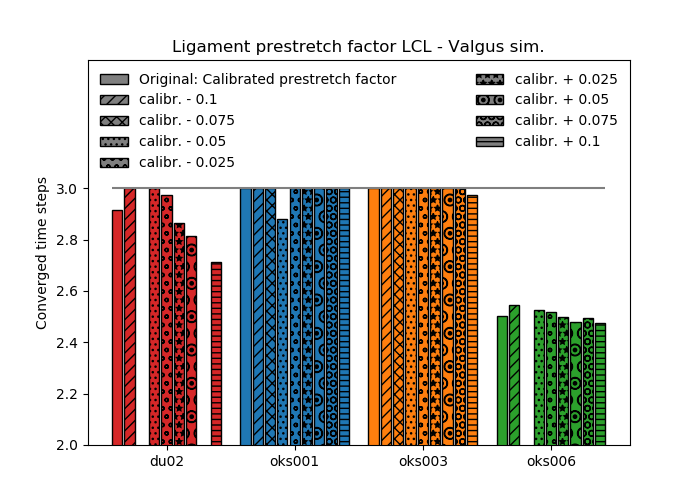 Ligament prestretch factor LCL - Valgus sim.
Original: Calibrated prestretch factor
calibr. - 0.1
calibr. - 0.075
calibr. - 0.05
calibr. - 0.025
calibr. + 0.025
calibr. + 0.05
calibr. + 0.075
calibr. + 0.1
Converged time steps
3.0
2.8
2.6
2.4
2.2
2.0
du02
oks001
oks003
oks006